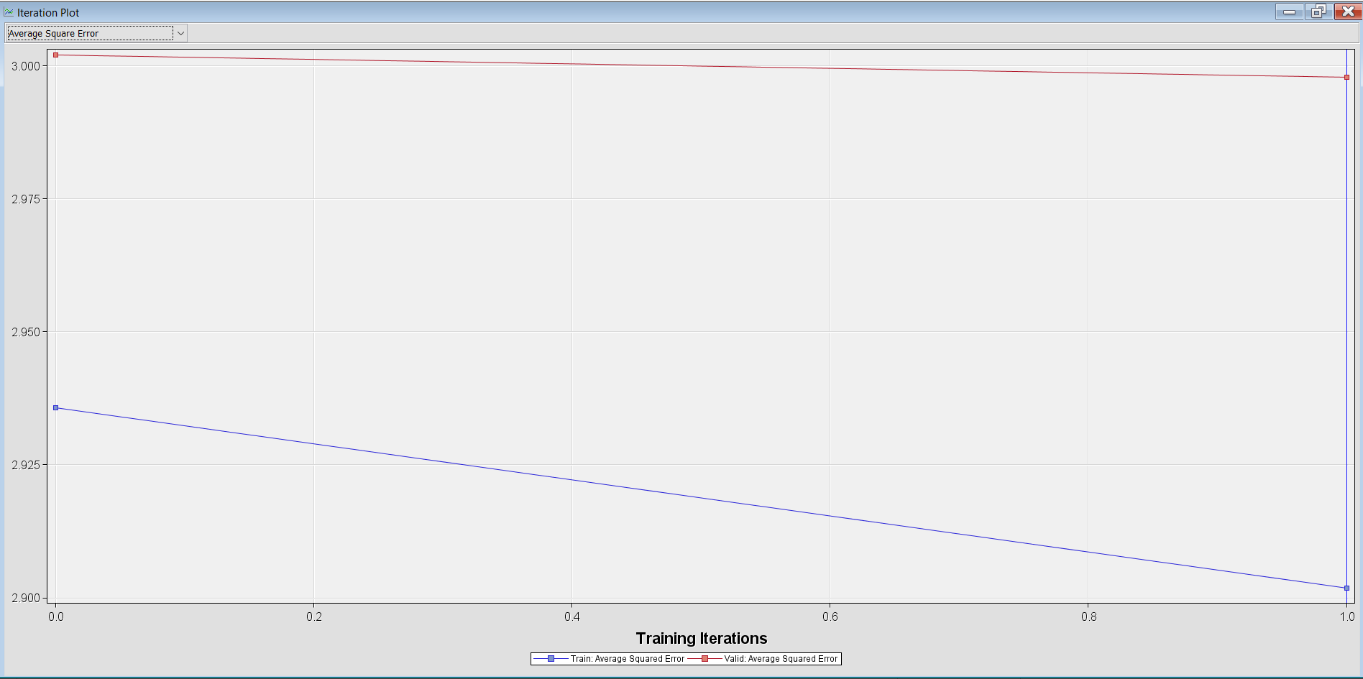 Iteration Plot
Average Square Error
3.000
2.975
2.950
2.925
2.900
0.0 0.2 0.4 0.6 0.8 1.0
Training Iterations
Train: Average Squared Error Valid: Average Squared Error